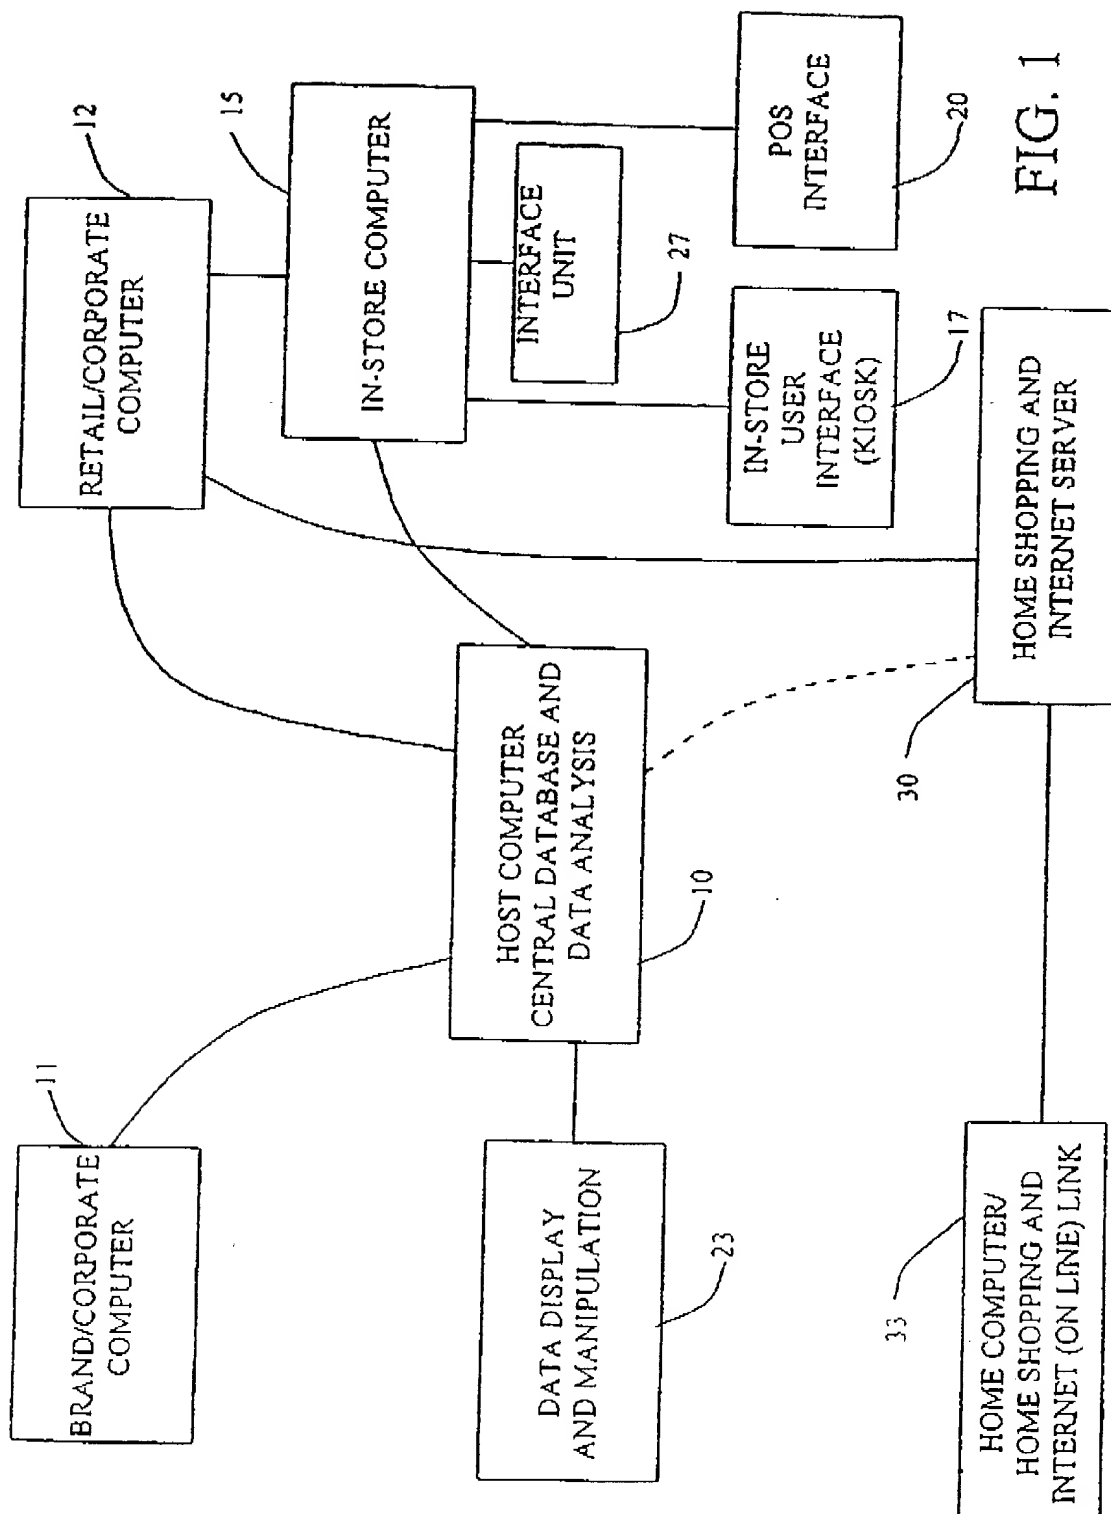 BRAND/CORPORATE
COMPUTER
11
RETAIL/CORPORATE
COMPUTER
12
IN-STORE COMPUTER
15
INTERFACE
UNIT
27
HOST COMPUTER
CENTRAL DATABASE AND
DATA ANALYSIS
10
DATA DISPLAY
AND MANIPULATION
23
IN-STORE
USER
INTERFACE
(KIOSK)
17
POS
INTERFACE
20
HOME COMPUTER/
HOME SHOPPING AND
INTERNET (ON LINE) LINK
33
HOME SHOPPING AND
INTERNET SERVER
30
FIG. 1